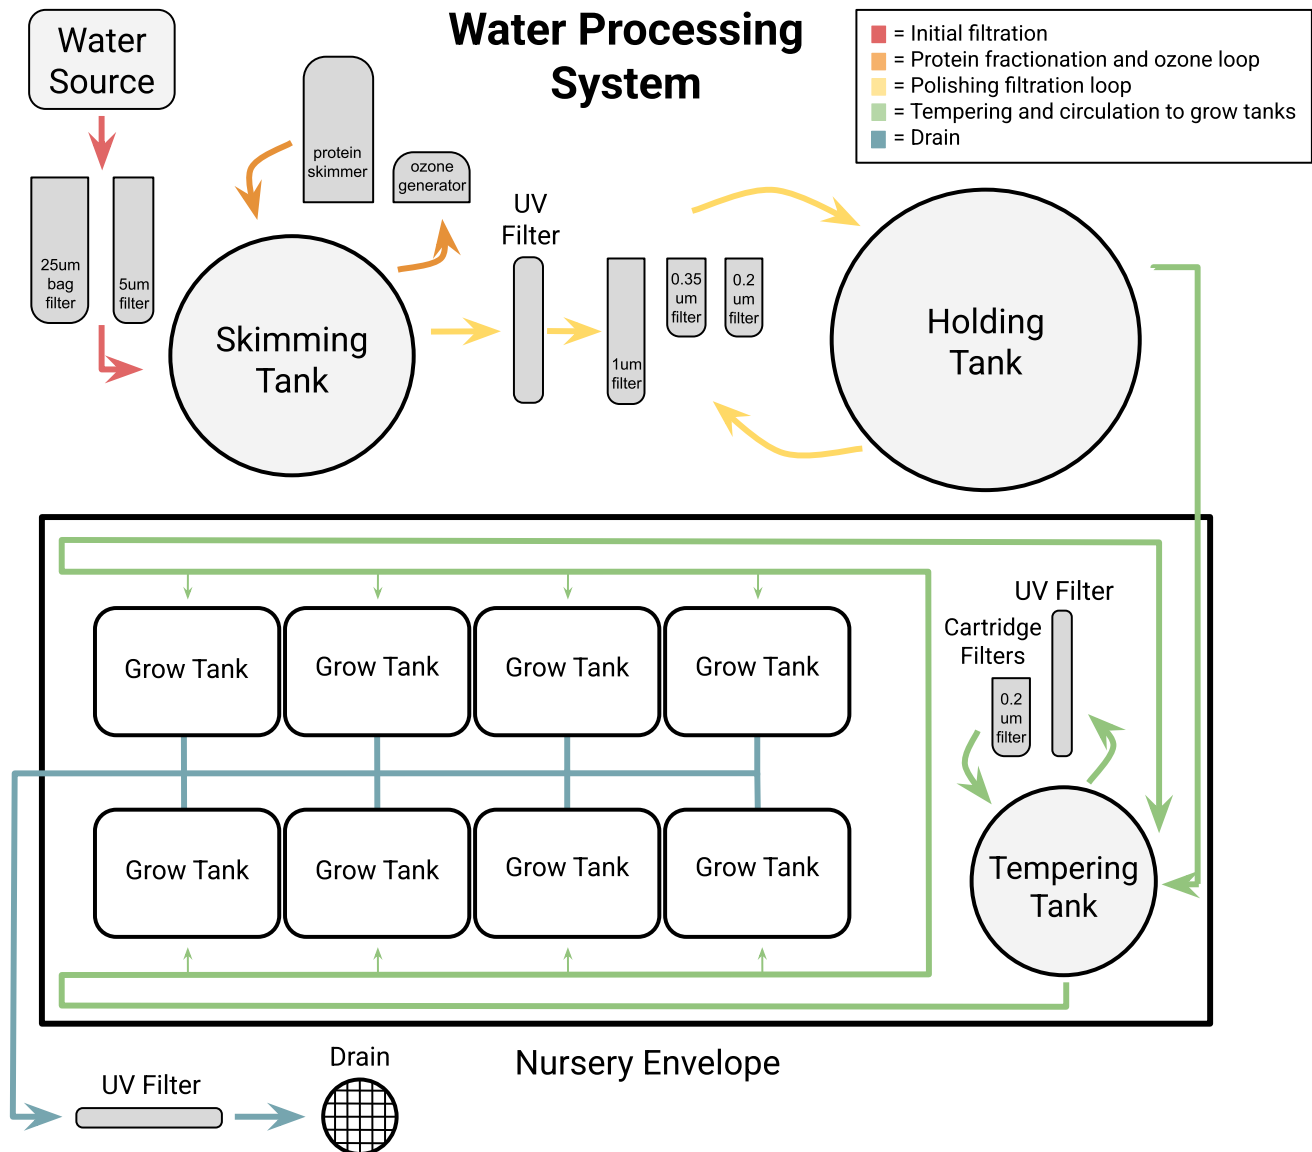 Water Processing
System
Water
Source
= Initial filtration
= Protein fractionation and ozone loop
= Polishing filtration loop
= Tempering and circulation to grow tanks
= Drain
protein
skimmer
ozone
generator
25um
bag
filter
5um
filter
UV
Filter
1um
filter
0.35
um
filter
0.2
um
filter
Skimming
Tank
Holding
Tank
Grow Tank
Grow Tank
Grow Tank
Grow Tank
UV Filter
Cartridge
Filters
0.2
um
filter
Grow Tank
Grow Tank
Grow Tank
Grow Tank
Tempering
Tank
Nursery Envelope
UV Filter
Drain